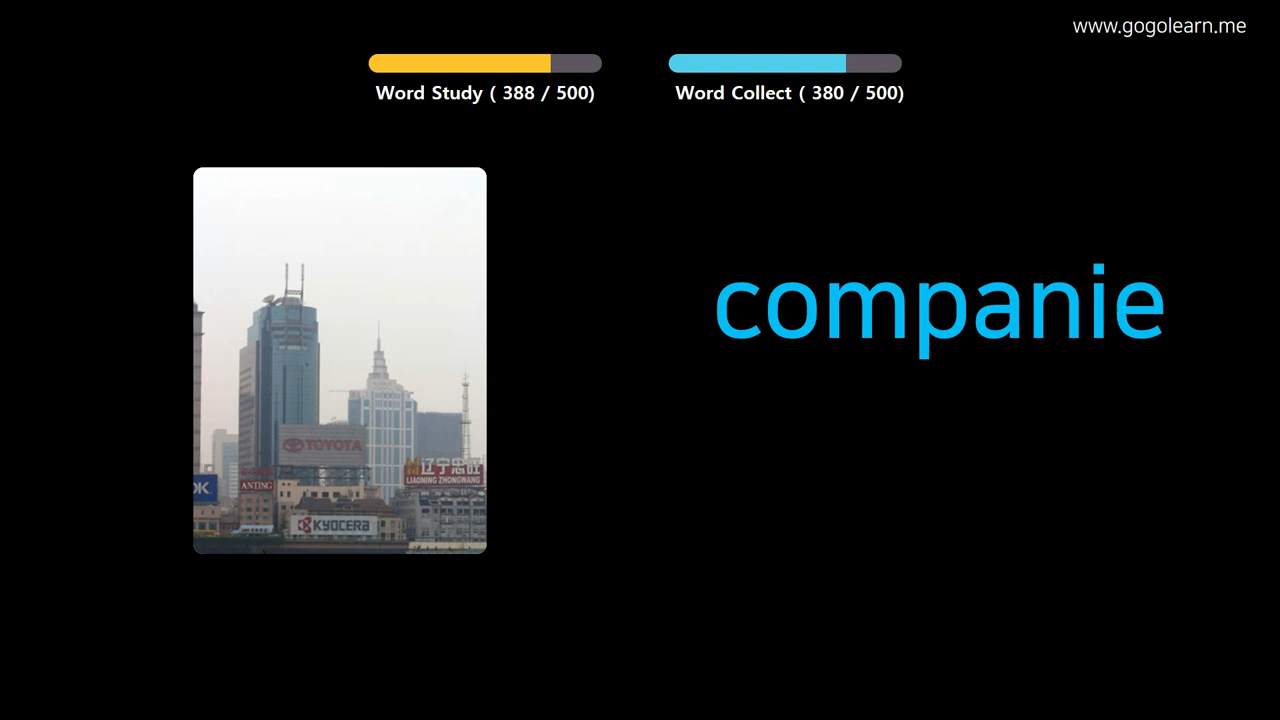 www.gogolearn.me
Word Study ( 388 / 500)
Word Collect ( 380 / 500)
companie
TOYOTA
辽宁忠旺
LIAONING ZHONGWANG
OK
ANTING
KYOCERA